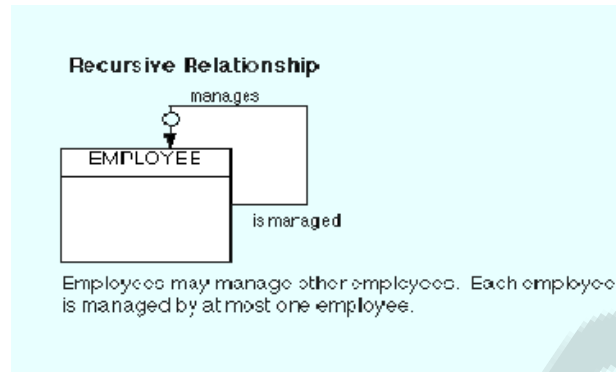 Recursive Relationship
manages
EMPLOYEE
is managed
Employees may manage other employees. Each employee
is managed by at most one employee.